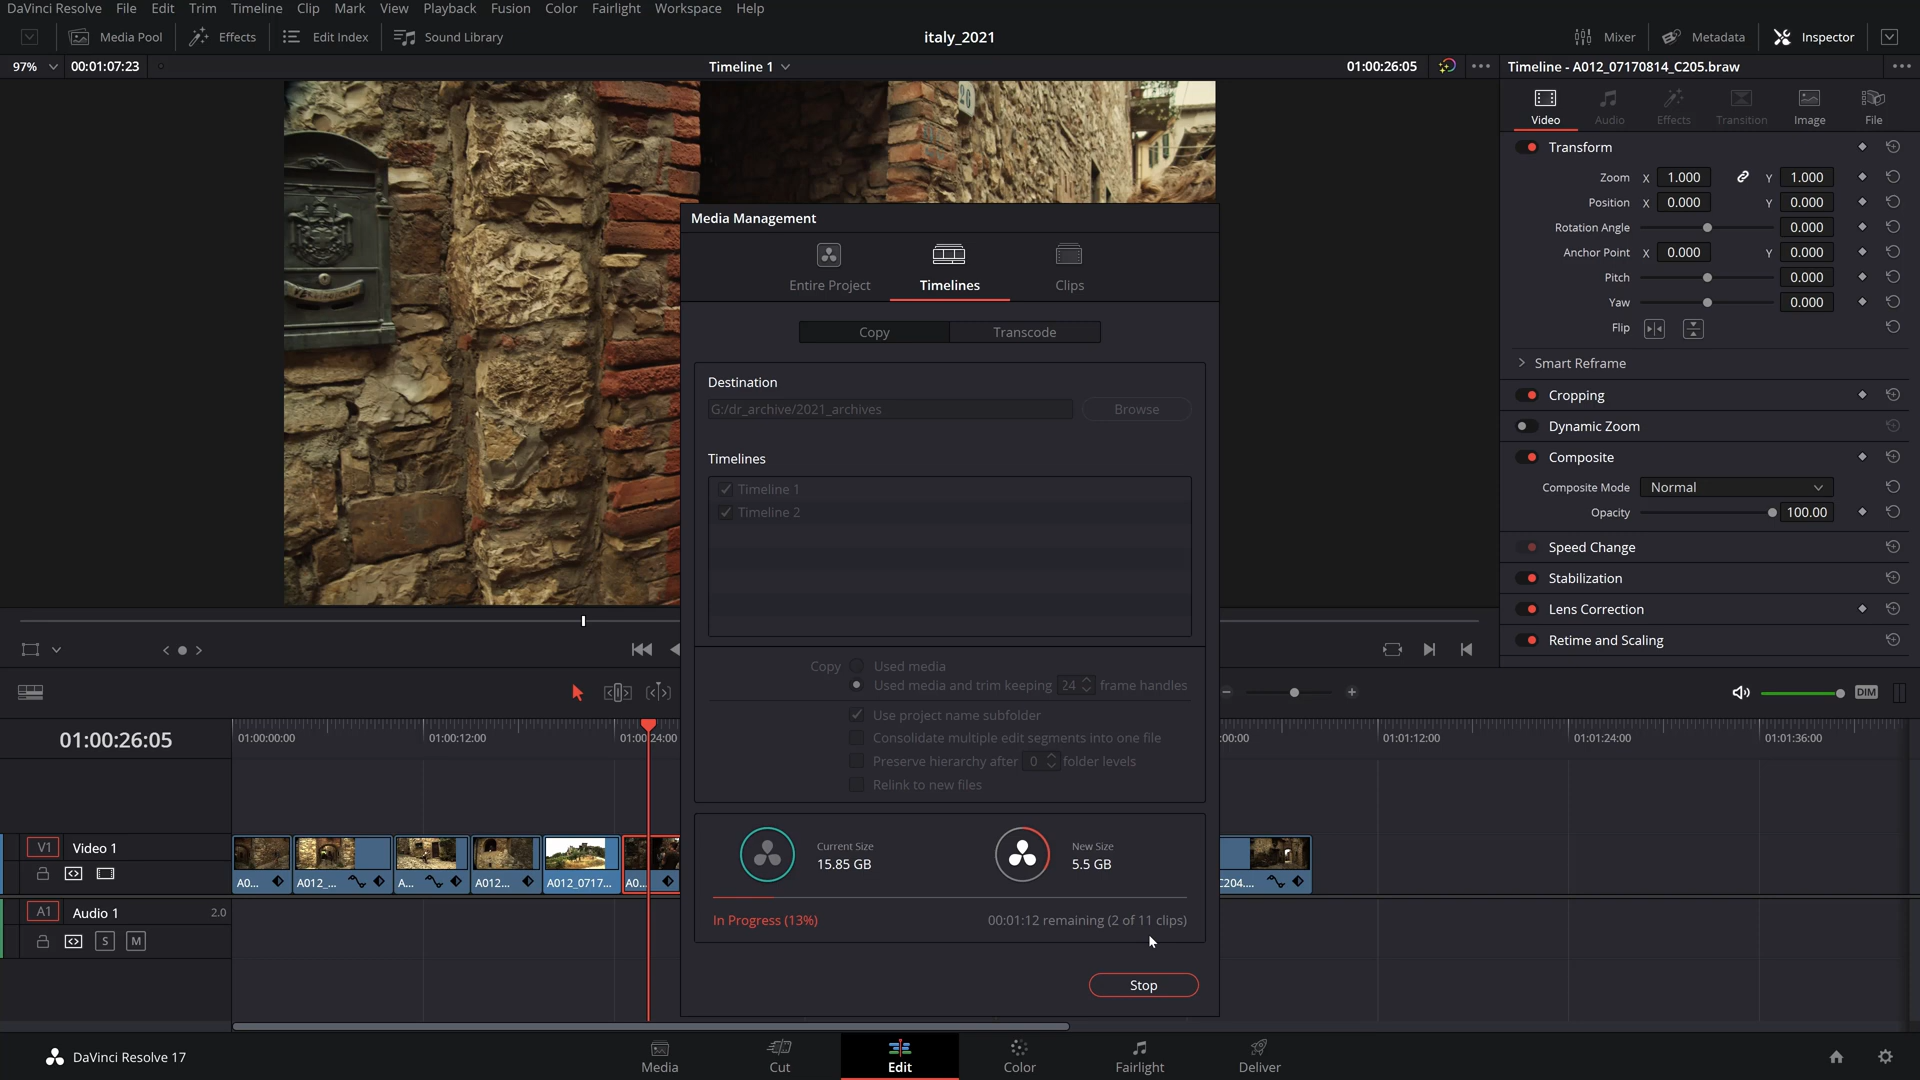 DaVinci Resolve File Edit Trim Timeline Clip Mark View Playback Fusion Color Fairlight Workspace Help
Media Pool Effects Edit Index Sound Library italy_2021 Mixer Metadata Inspector
97% 00:01:07:23 Timeline 1 01:00:26:05 Timeline - A012_07170814_C205.braw
Video Audio Effects Transition Image File
Transform
Zoom X 1.000 Y 1.000
Position X 0.000 Y 0.000
Rotation Angle 0.000
Anchor Point X 0.000 Y 0.000
Pitch 0.000
Yaw 0.000
Flip
Smart Reframe
Cropping
Dynamic Zoom
Composite
Composite Mode Normal
Opacity 100.00
Speed Change
Stabilization
Lens Correction
Retime and Scaling
26
Media Management
Entire Project Timelines Clips
Copy Transcode
Destination
G:/dr_archive/2021_archives Browse
Timelines
Timeline 1
Timeline 2
Copy Used media
Used media and trim keeping 24 frame handles
Use project name subfolder
Consolidate multiple edit segments into one file
Preserve hierarchy after 0 folder levels
Relink to new files
Current Size
15.85 GB
New Size
5.5 GB
In Progress (13%) 00:01:12 remaining (2 of 11 clips)
Stop
DIM
01:00:26:05 01:00:00:00 01:00:12:00 01:00:24:00 :00:00 01:01:12:00 01:01:24:00 01:01:36:00
V1 Video 1
A0... A012_... A... A012... A012_0717... A0... C204....
A1 Audio 1 2.0
S M
DaVinci Resolve 17 Media Cut Edit Color Fairlight Deliver